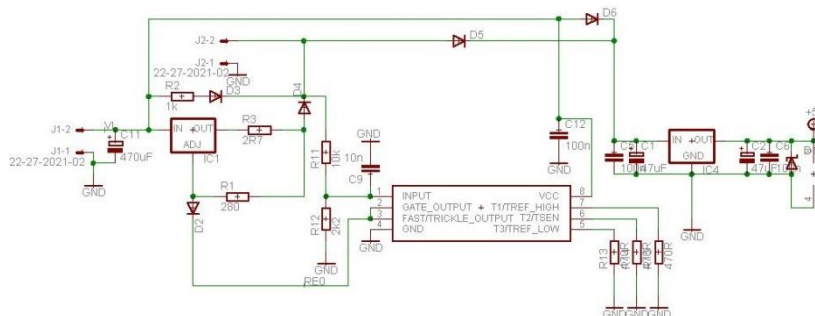 D6
J2-2
D5
J2-1
22-27-2021-02
GND
R2
D3
D4
1k
J1-2
V1
C11
IN
+OUT
R3
ADJ
2R7
IC1
470uF
J1-1
22-27-2021-02
GND
R11
10k
GND
10n
C9
C12
100n
GND
IN
+OUT
GND
IC4
C1
47uF
C2
47uF
C6
GND
R1
280
D2
R12
2k2
GND
RE0
1
2
3
4
INPUT
GATE_OUTPUT
+
FAST/TRICKLE_OUTPUT
GND
VCC
T1/TREF_HIGH
T2/TSEN
T3/TREF_LOW
8
7
6
5
GND
R13
470R
GND
GND
GND
4